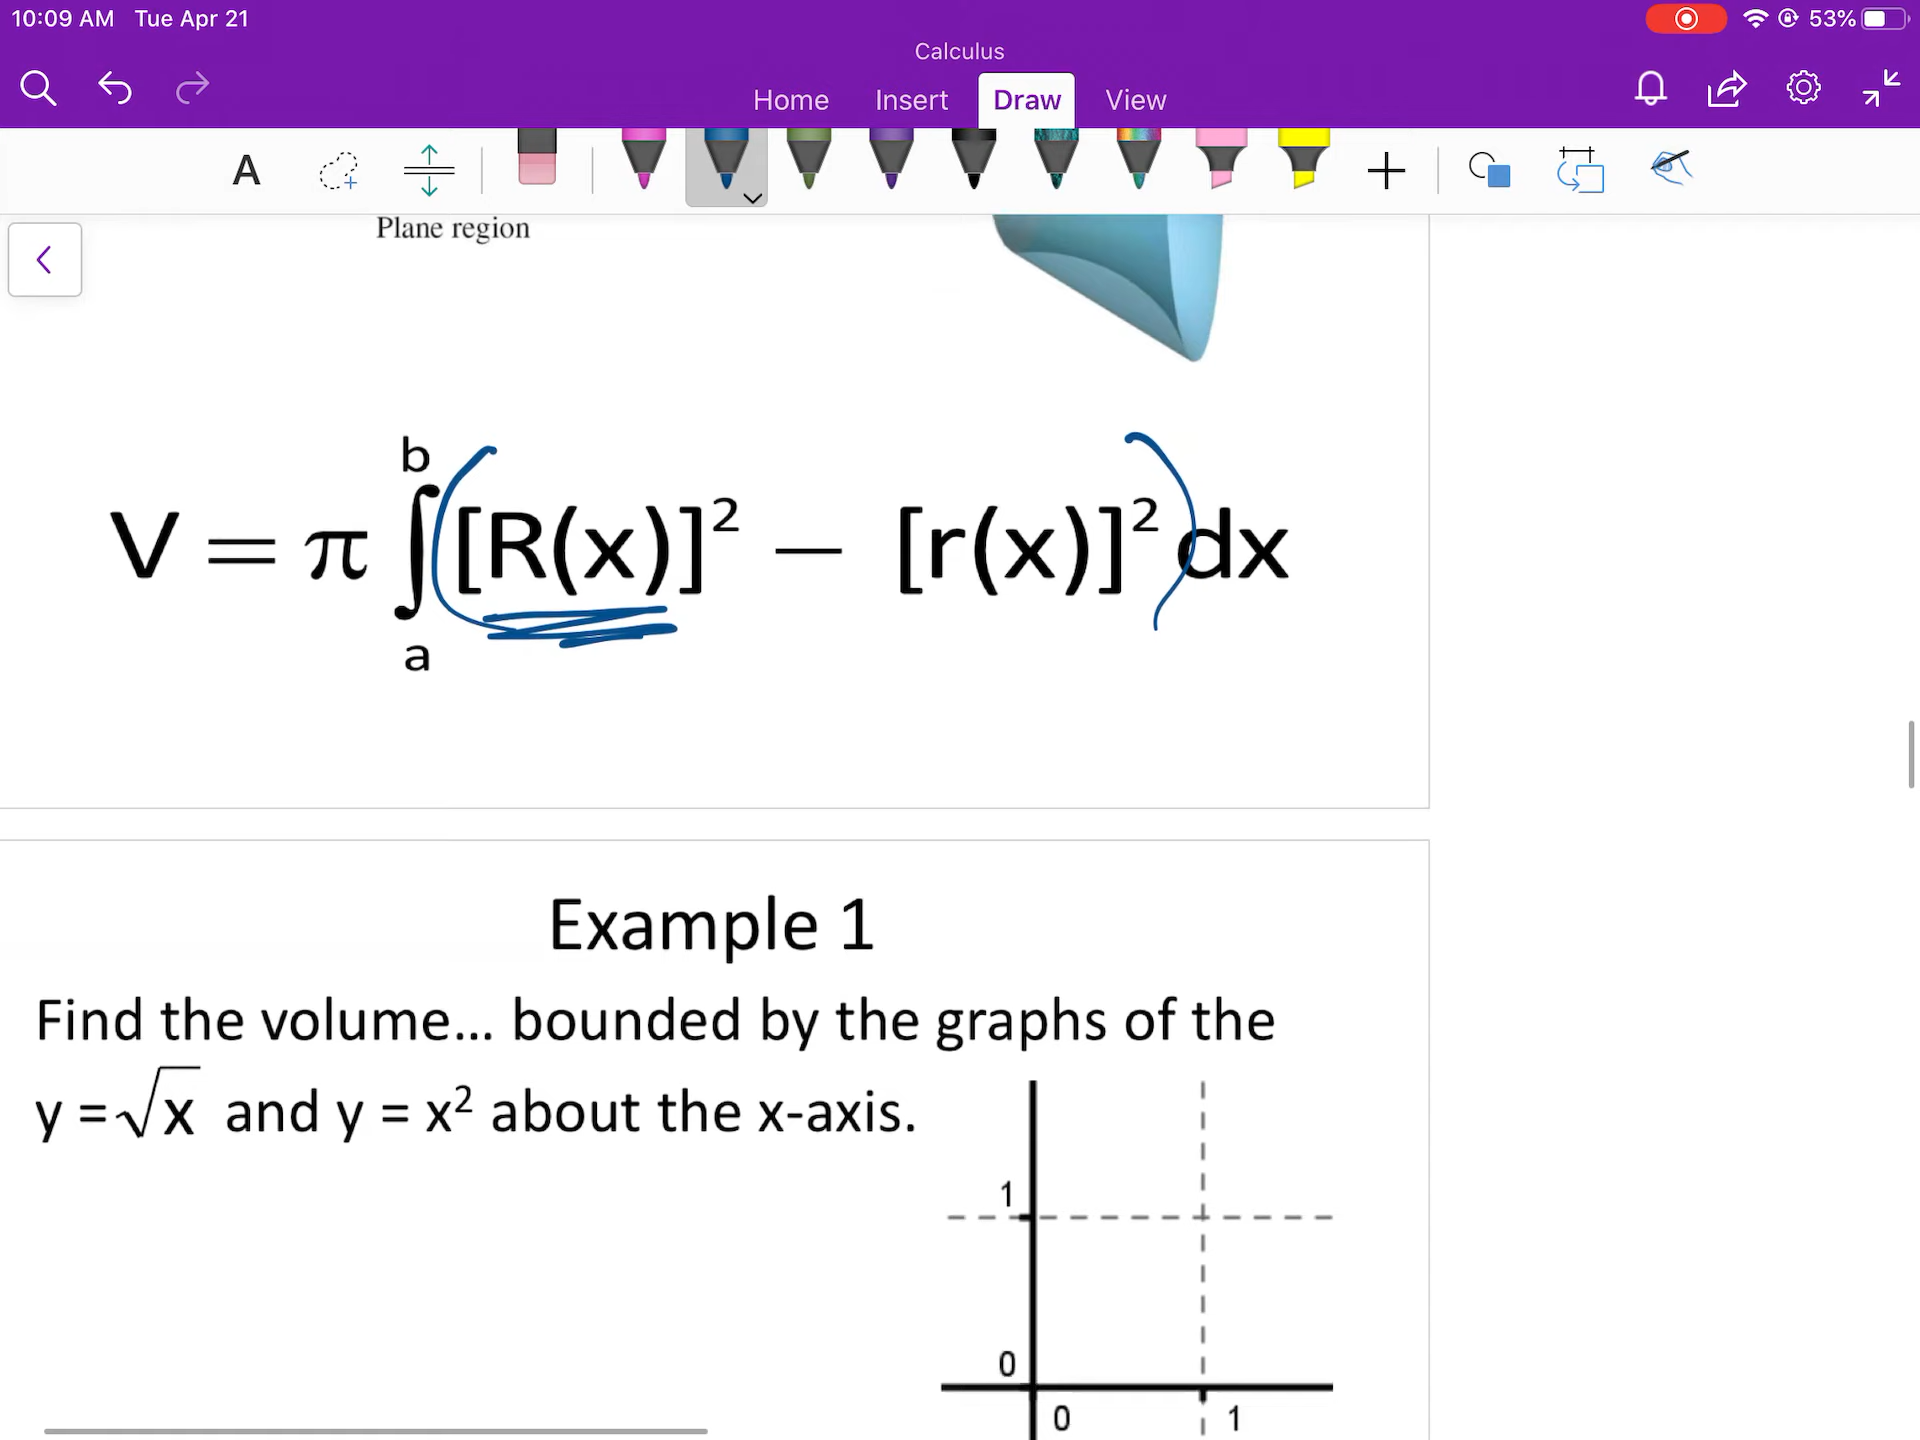 10:09 AM Tue Apr 21
53%
Calculus
Home Insert Draw View
A
Plane region
b
V = π ∫([R(x)]² − [r(x)]²)dx
a
Example 1
Find the volume... bounded by the graphs of the
y = √x and y = x² about the x-axis.
1
0
0 1